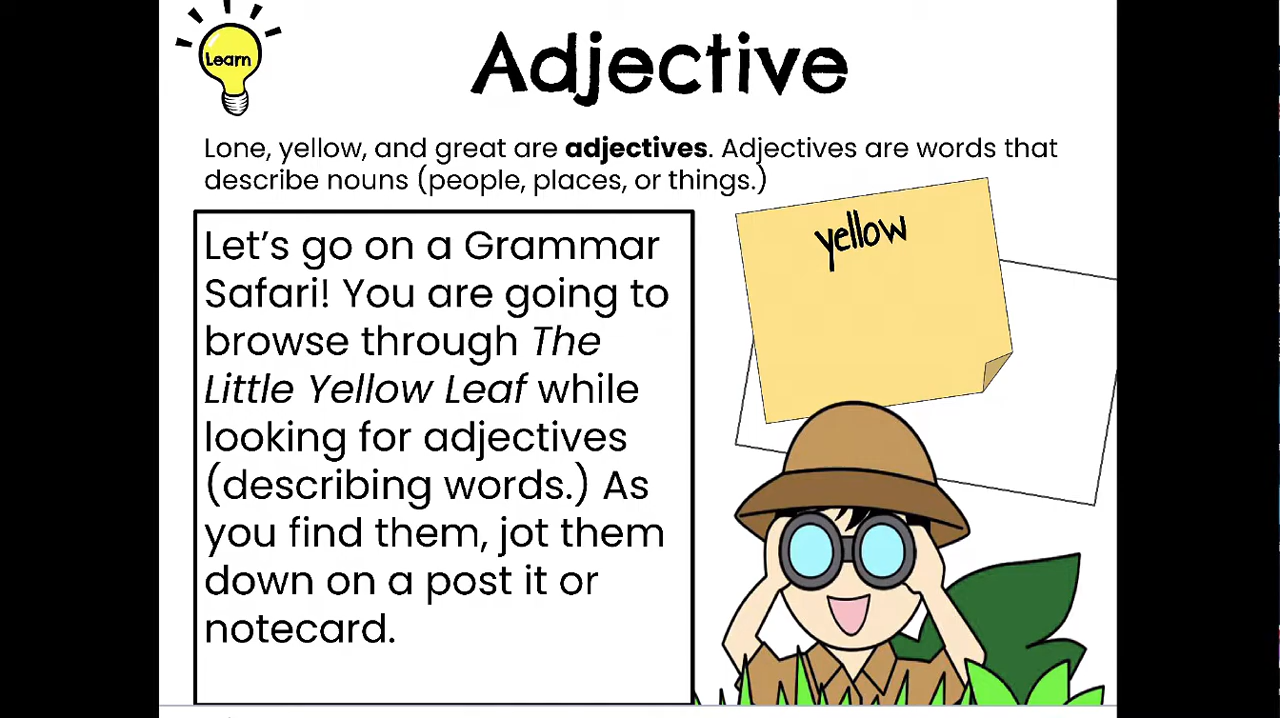 Learn
Adjective
Lone, yellow, and great are adjectives. Adjectives are words that
describe nouns (people, places, or things.)
yellow
Let’s go on a Grammar
Safari! You are going to
browse through The
Little Yellow Leaf while
looking for adjectives
(describing words.) As
you find them, jot them
down on a post it or
notecard.